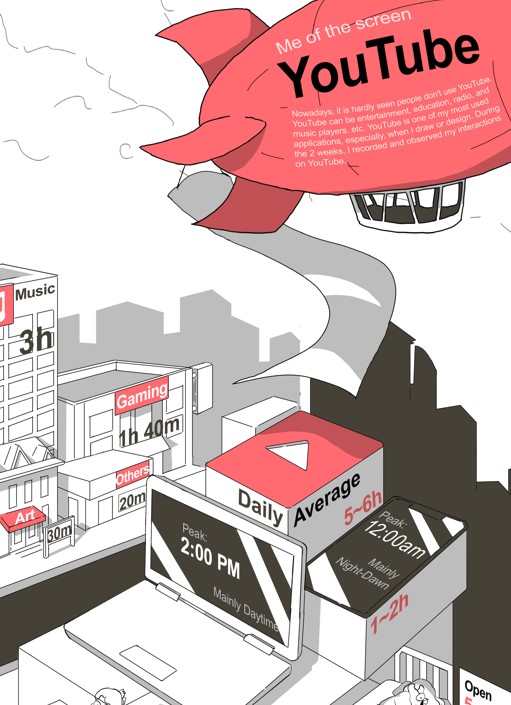 Me of the screen
YouTube
Nowadays, it is hardly seen people don't use YouTube.
YouTube can be entertainment, education, radio, and
music players, etc. YouTube is one of my most used
applications, especially, when I draw or design. During
the 2 weeks, I recorded and observed my interactions
on YouTube.
Music
3h
Gaming
1h 40m
Others
20m
Art
30m
Daily Average
5~6h
Peak:
2:00 PM
Mainly Daytime
Peak:
12:00am
Mainly
Night-Dawn
1~2h
Open